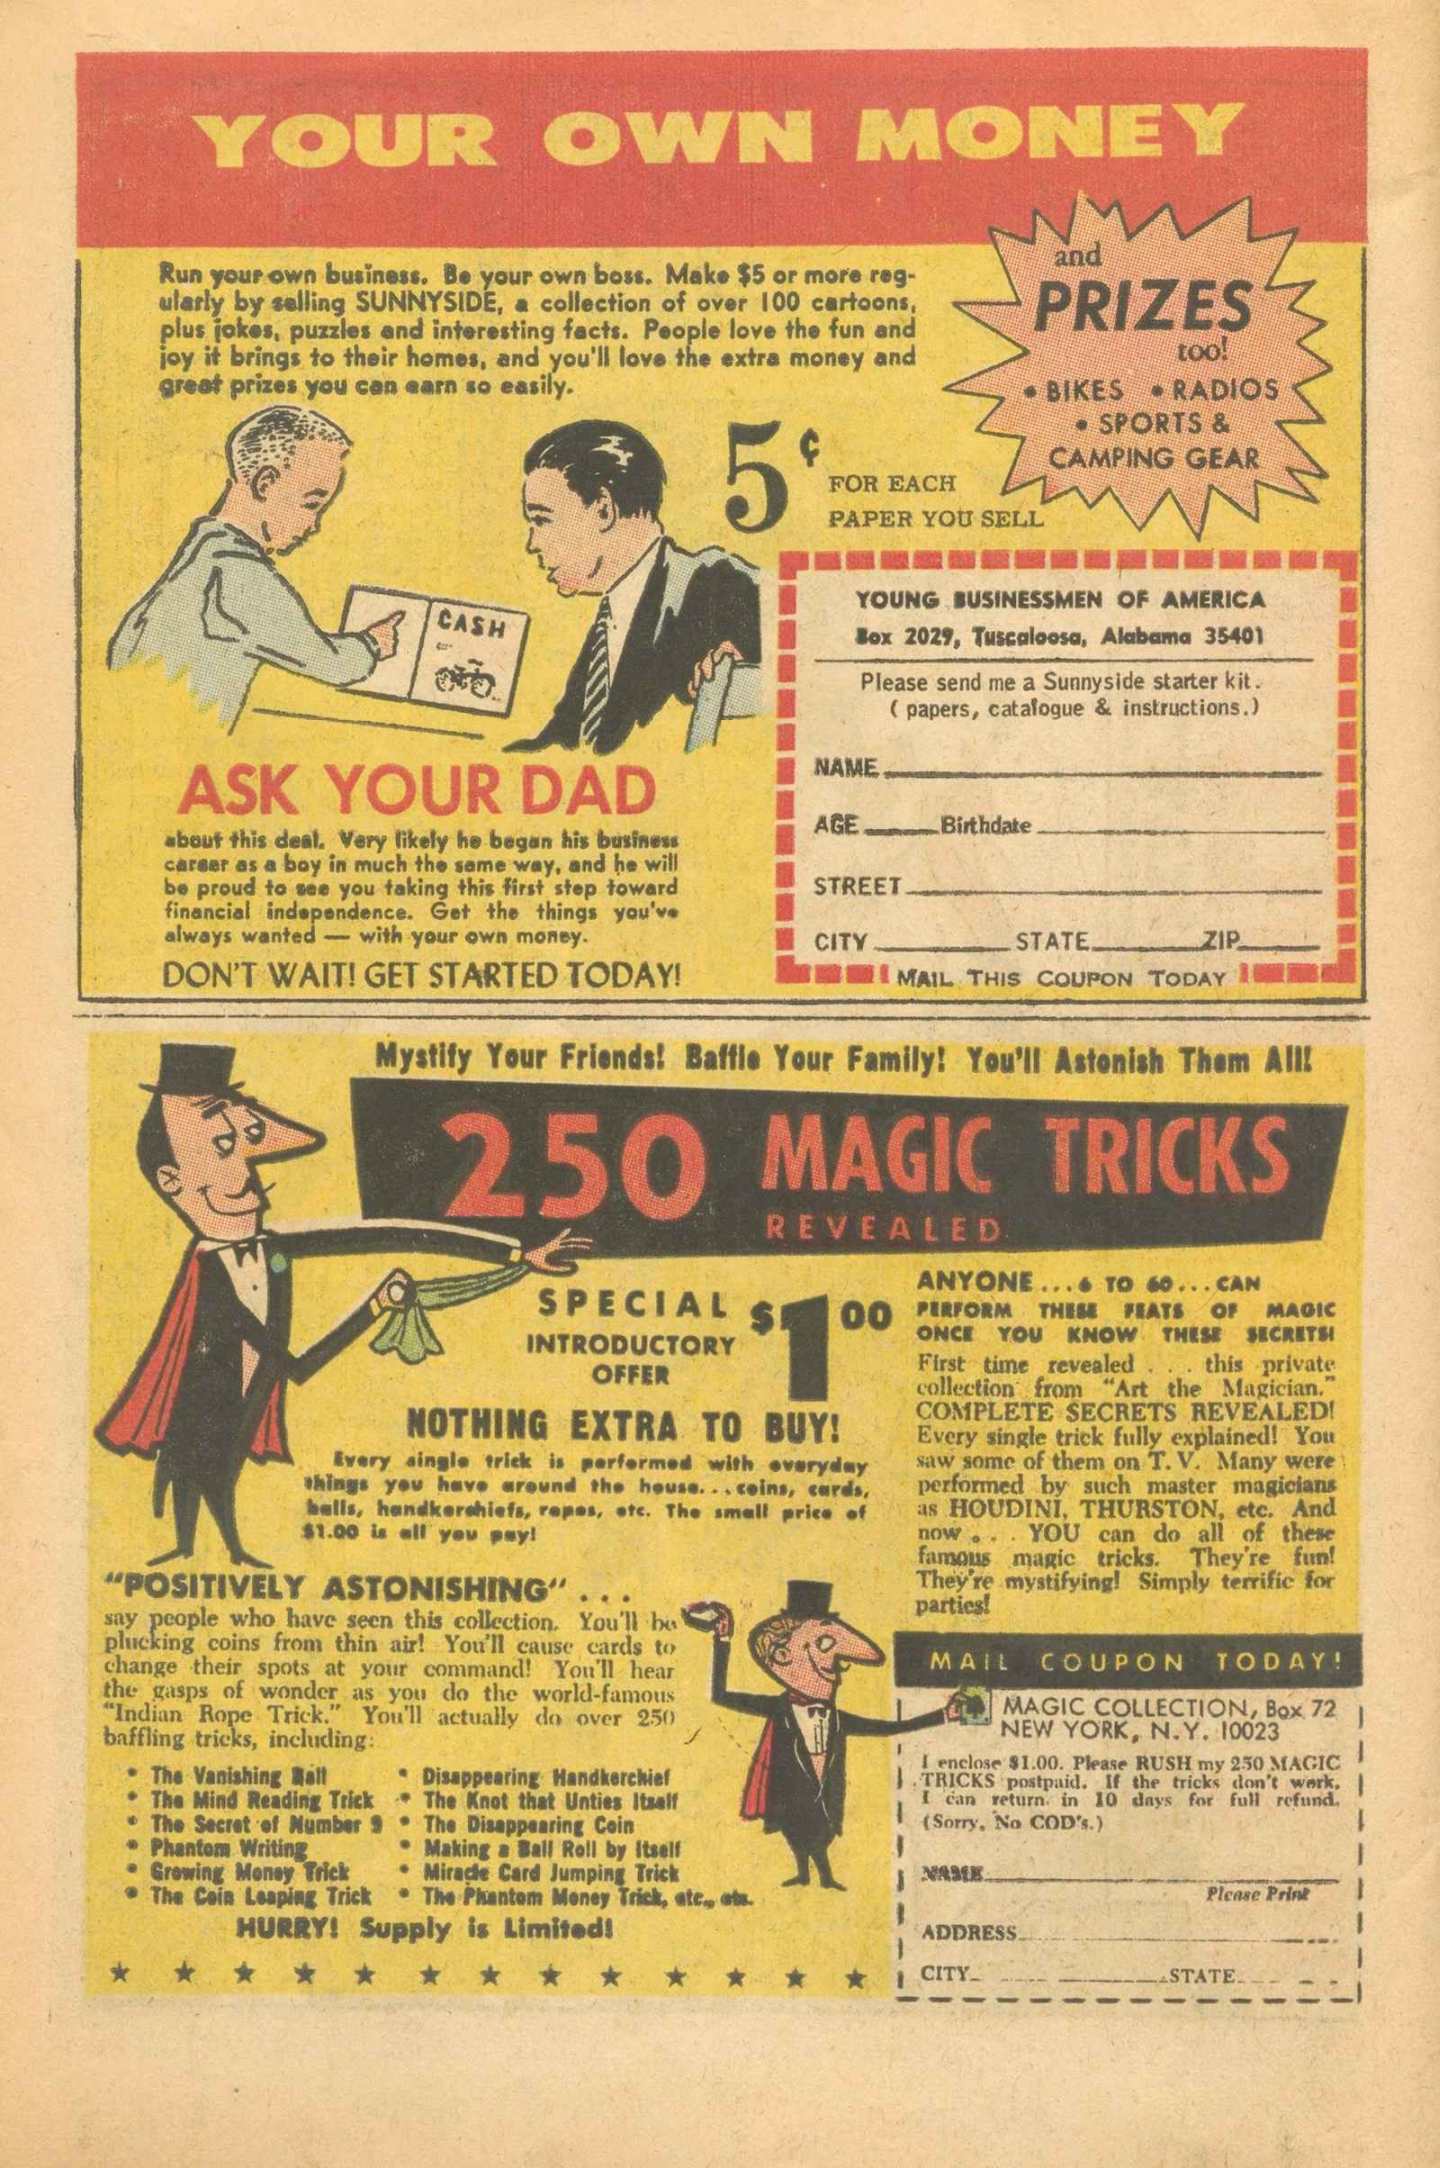 YOUR OWN MONEY
Run your own business. Be your own boss. Make $5 or more reg-
ularly by selling SUNNYSIDE, a collection of over 100 cartoons,
plus jokes, puzzles and interesting facts. People love the fun and
joy it brings to their homes, and you'll love the extra money and
great prizes you can earn so easily.
and
PRIZES
too!
• BIKES • RADIOS
• SPORTS &
CAMPING GEAR
5¢
FOR EACH
PAPER YOU SELL
CASH
ASK YOUR DAD
about this deal. Very likely he began his business
career as a boy in much the same way, and he will
be proud to see you taking this first step toward
financial independence. Get the things you've
always wanted — with your own money.
DON'T WAIT! GET STARTED TODAY!
YOUNG BUSINESSMEN OF AMERICA
Box 2029, Tuscaloosa, Alabama 35401
Please send me a Sunnyside starter kit.
( papers, catalogue & instructions.)
NAME
AGE Birthdate
STREET
CITY STATE ZIP
MAIL THIS COUPON TODAY
Mystify Your Friends! Baffle Your Family! You'll Astonish Them All!
250 MAGIC TRICKS
REVEALED
SPECIAL
INTRODUCTORY
OFFER
$1.00
NOTHING EXTRA TO BUY!
Every single trick is performed with everyday
things you have around the house...coins, cards,
balls, handkerchiefs, ropes, etc. The small price of
$1.00 is all you pay!
ANYONE...6 TO 60...CAN
PERFORM THESE FEATS OF MAGIC
ONCE YOU KNOW THESE SECRETS!
First time revealed . . . this private
collection from "Art the Magician."
COMPLETE SECRETS REVEALED!
Every single trick fully explained! You
saw some of them on T. V. Many were
performed by such master magicians
as HOUDINI, THURSTON, etc. And
now . . . YOU can do all of these
famous magic tricks. They're fun!
They're mystifying! Simply terrific for
parties!
"POSITIVELY ASTONISHING" ...
say people who have seen this collection. You'll be
plucking coins from thin air! You'll cause cards to
change their spots at your command! You'll hear
the gasps of wonder as you do the world-famous
"Indian Rope Trick." You'll actually do over 250
baffling tricks, including:
• The Vanishing Ball
• The Mind Reading Trick
• The Secret of Number 9
• Phantom Writing
• Growing Money Trick
• The Coin Leaping Trick
• Disappearing Handkerchief
• The Knot that Unties Itself
• The Disappearing Coin
• Making a Ball Roll by Itself
• Miracle Card Jumping Trick
• The Phantom Money Trick, etc., etc.
HURRY! Supply is Limited!
MAIL COUPON TODAY!
MAGIC COLLECTION, Box 72
NEW YORK, N.Y. 10023
I enclose $1.00. Please RUSH my 250 MAGIC
TRICKS postpaid. If the tricks don't work,
I can return in 10 days for full refund.
(Sorry, No COD's.)
NAME
Please Print
ADDRESS
CITY STATE